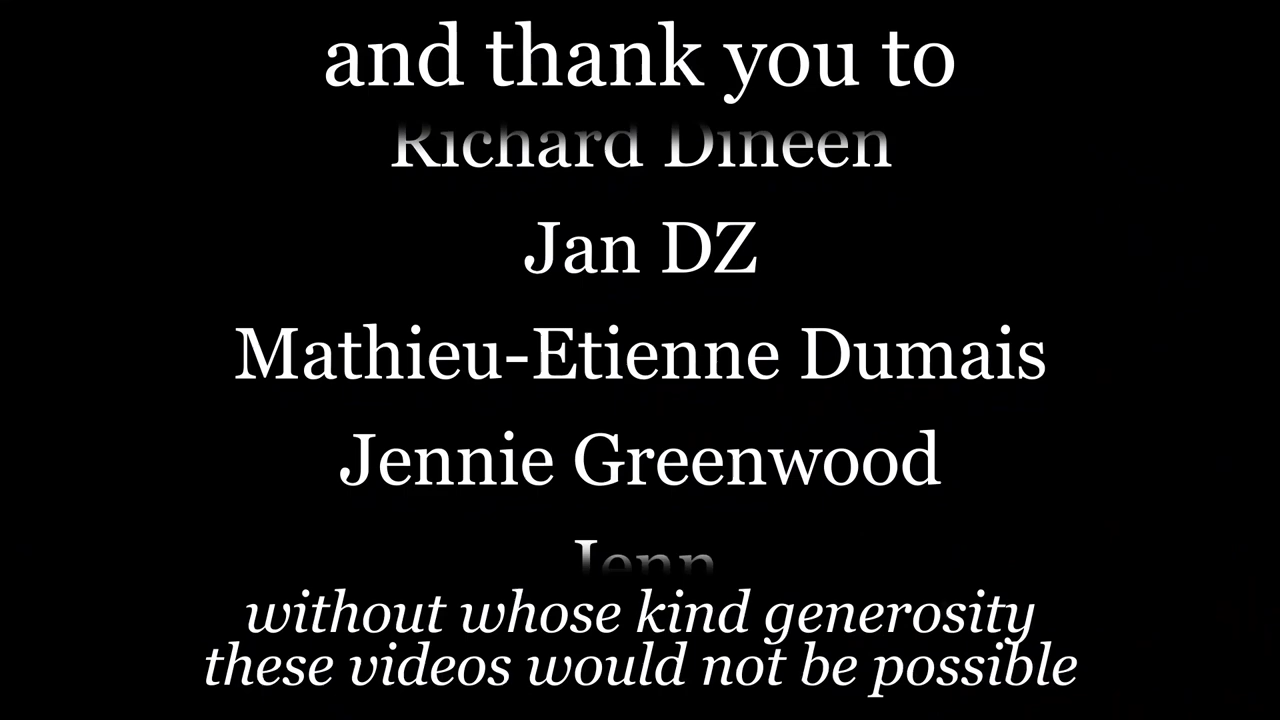 and thank you to
Richard Dineen
Jan DZ
Mathieu-Etienne Dumais
Jennie Greenwood
Jenn
without whose kind generosity
these videos would not be possible